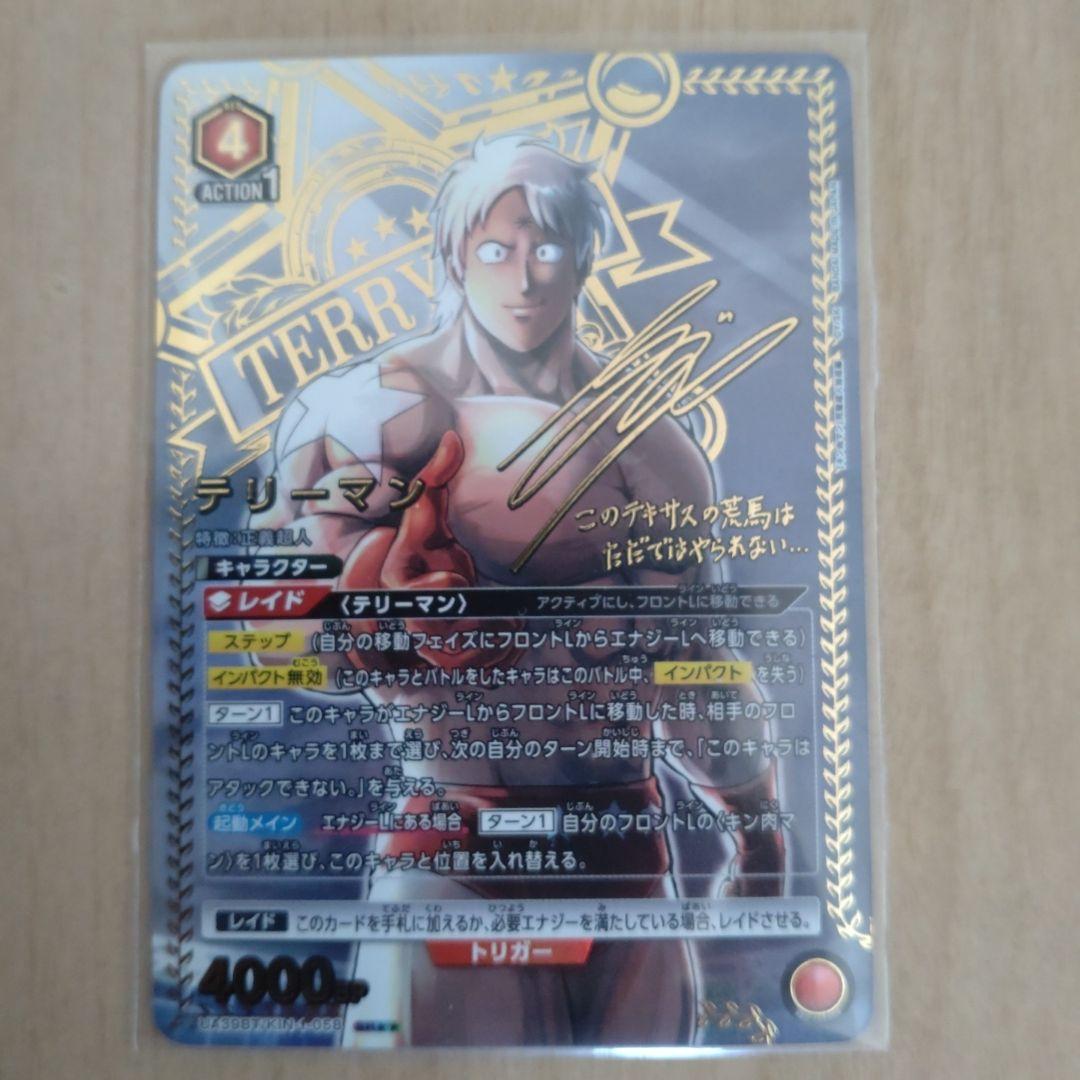 4
ACTION1
TERRY
テリーマン
このテキサスの荒馬は
ただではやられない…
特徴:正義超人
キャラクター
レイド 〈テリーマン〉 アクティブにし、フロントLに移動できる
ステップ (自分の移動フェイズにフロントLからエナジーLへ移動できる)
インパクト無効 (このキャラとバトルをしたキャラはこのバトル中、インパクトを失う)
ターン1 このキャラがエナジーLからフロントLに移動した時、相手のフロ
ントLのキャラを1枚まで選び、次の自分のターン開始時まで、「このキャラは
アタックできない。」を与える。
起動メイン エナジーLにある場合 ターン1 自分のフロントLの〈キン肉マ
ン〉を1枚選び、このキャラと位置を入れ替える。
レイド このカードを手札に加えるか、必要エナジーを満たしている場合、レイドさせる。
トリガー
4000BP
UA39BT/KIN-1-058